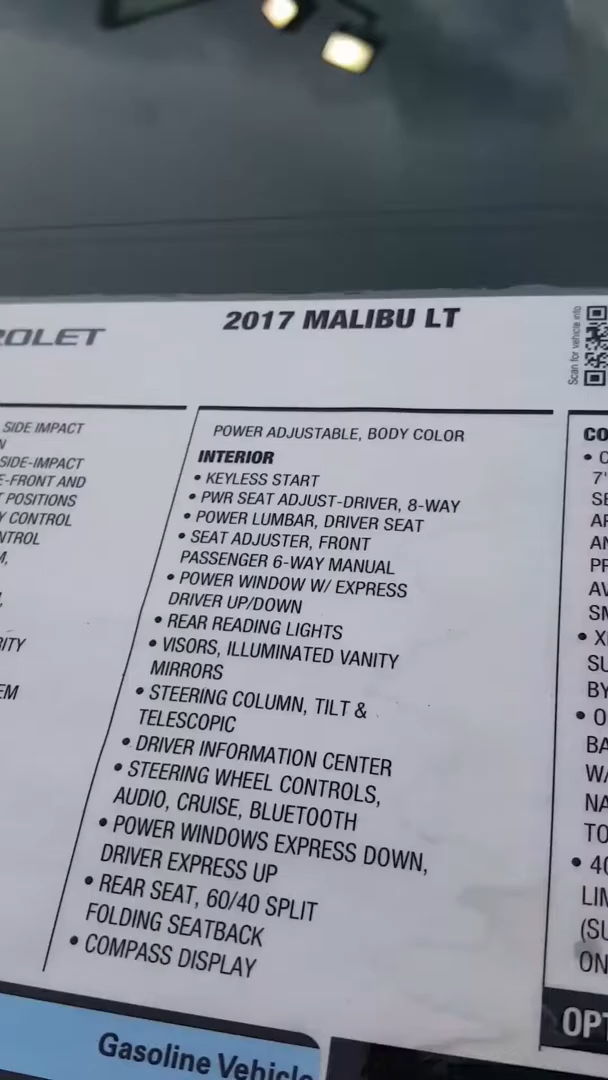 2017 MALIBU LT
Scan for vehicle info
SIDE IMPACT
SIDE-IMPACT
FRONT AND
POSITIONS
CONTROL
POWER ADJUSTABLE, BODY COLOR
INTERIOR
• KEYLESS START
• PWR SEAT ADJUST-DRIVER, 8-WAY
• POWER LUMBAR, DRIVER SEAT
• SEAT ADJUSTER, FRONT
PASSENGER 6-WAY MANUAL
• POWER WINDOW W/ EXPRESS
DRIVER UP/DOWN
• REAR READING LIGHTS
• VISORS, ILLUMINATED VANITY
MIRRORS
• STEERING COLUMN, TILT &
TELESCOPIC
• DRIVER INFORMATION CENTER
• STEERING WHEEL CONTROLS,
AUDIO, CRUISE, BLUETOOTH
• POWER WINDOWS EXPRESS DOWN,
DRIVER EXPRESS UP
• REAR SEAT, 60/40 SPLIT
FOLDING SEATBACK
• COMPASS DISPLAY
Gasoline Vehicle